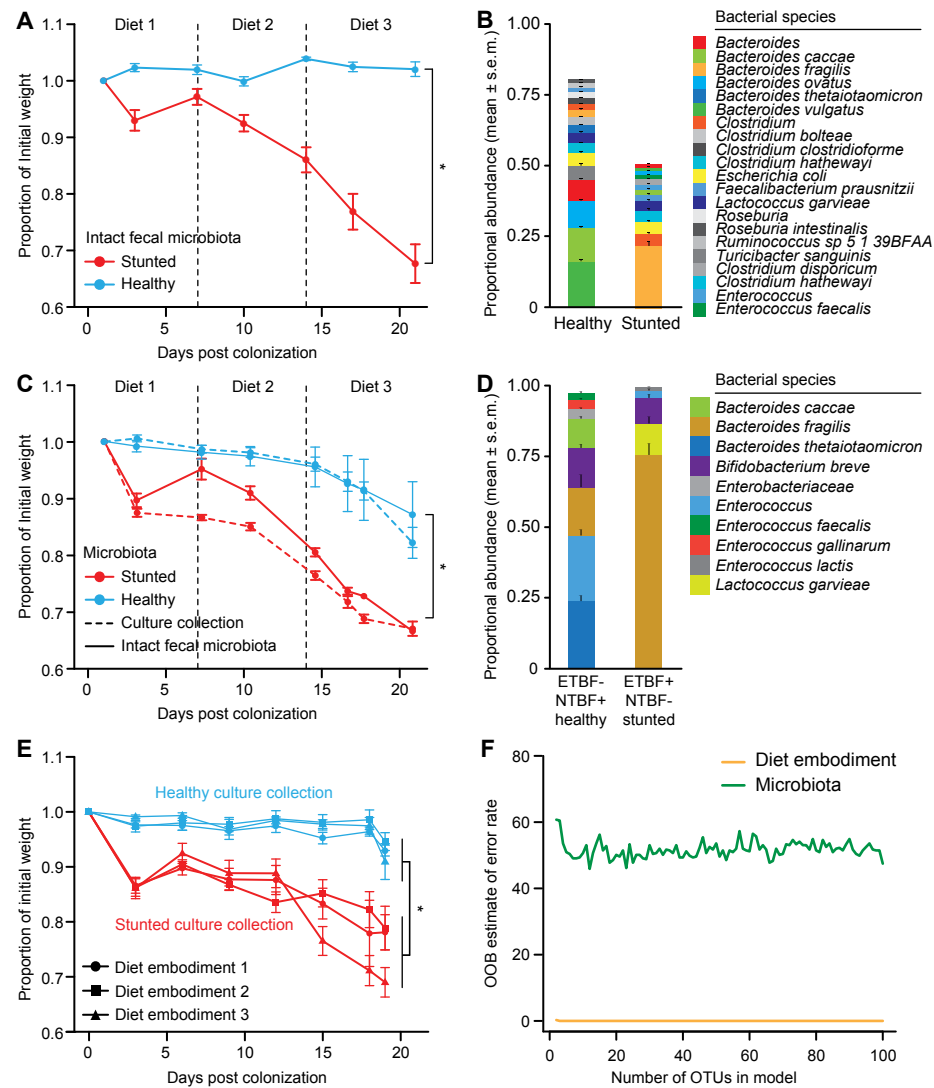 A
Diet 1 Diet 2 Diet 3
1.1
1.0
0.9
0.8
0.7
0.6
Proportion of Initial weight
*
Intact fecal microbiota
Stunted
Healthy
0 5 10 15 20
Days post colonization
B
Proportional abundance (mean ± s.e.m.)
1.00
0.75
0.50
0.25
0
Healthy Stunted
Bacterial species
Bacteroides
Bacteroides caccae
Bacteroides fragilis
Bacteroides ovatus
Bacteroides thetaiotaomicron
Bacteroides vulgatus
Clostridium
Clostridium bolteae
Clostridium clostridioforme
Clostridium hathewayi
Escherichia coli
Faecalibacterium prausnitzii
Lactococcus garvieae
Roseburia
Roseburia intestinalis
Ruminococcus sp 5 1 39BFAA
Turicibacter sanguinis
Clostridium disporicum
Clostridium hathewayi
Enterococcus
Enterococcus faecalis
C
Diet 1 Diet 2 Diet 3
1.1
1.0
0.9
0.8
0.7
0.6
Proportion of Initial weight
*
Microbiota
Stunted
Healthy
Culture collection
Intact fecal microbiota
0 5 10 15 20
Days post colonization
D
Proportional abundance (mean ± s.e.m.)
1.00
0.75
0.50
0.25
0
ETBF- ETBF+
NTBF+ NTBF-
healthy stunted
Bacterial species
Bacteroides caccae
Bacteroides fragilis
Bacteroides thetaiotaomicron
Bifidobacterium breve
Enterobacteriaceae
Enterococcus
Enterococcus faecalis
Enterococcus gallinarum
Enterococcus lactis
Lactococcus garvieae
E
1.1
1.0
0.9
0.8
0.7
0.6
Proportion of initial weight
Healthy culture collection
*
Stunted culture collection
Diet embodiment 1
Diet embodiment 2
Diet embodiment 3
0 5 10 15 20
Days post colonization
F
OOB estimate of error rate
80
60
40
20
0
Diet embodiment
Microbiota
0 20 40 60 80 100
Number of OTUs in model